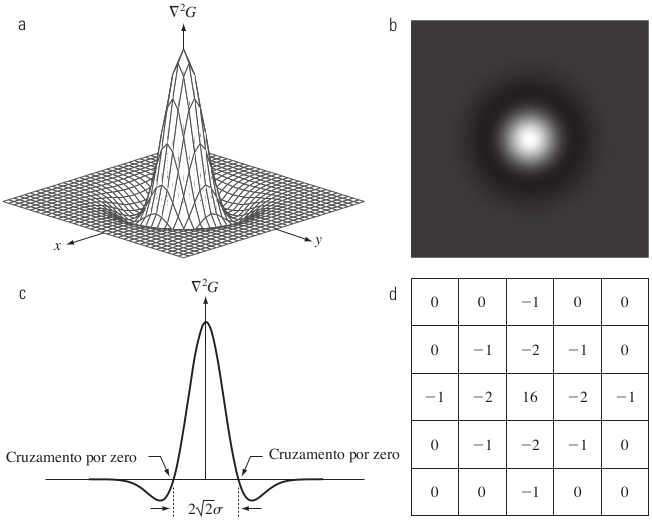 a
∇²G
x
y
b
c
∇²G
Cruzamento por zero
Cruzamento por zero
2√2σ
d
0 0 −1 0 0
0 −1 −2 −1 0
−1 −2 16 −2 −1
0 −1 −2 −1 0
0 0 −1 0 0